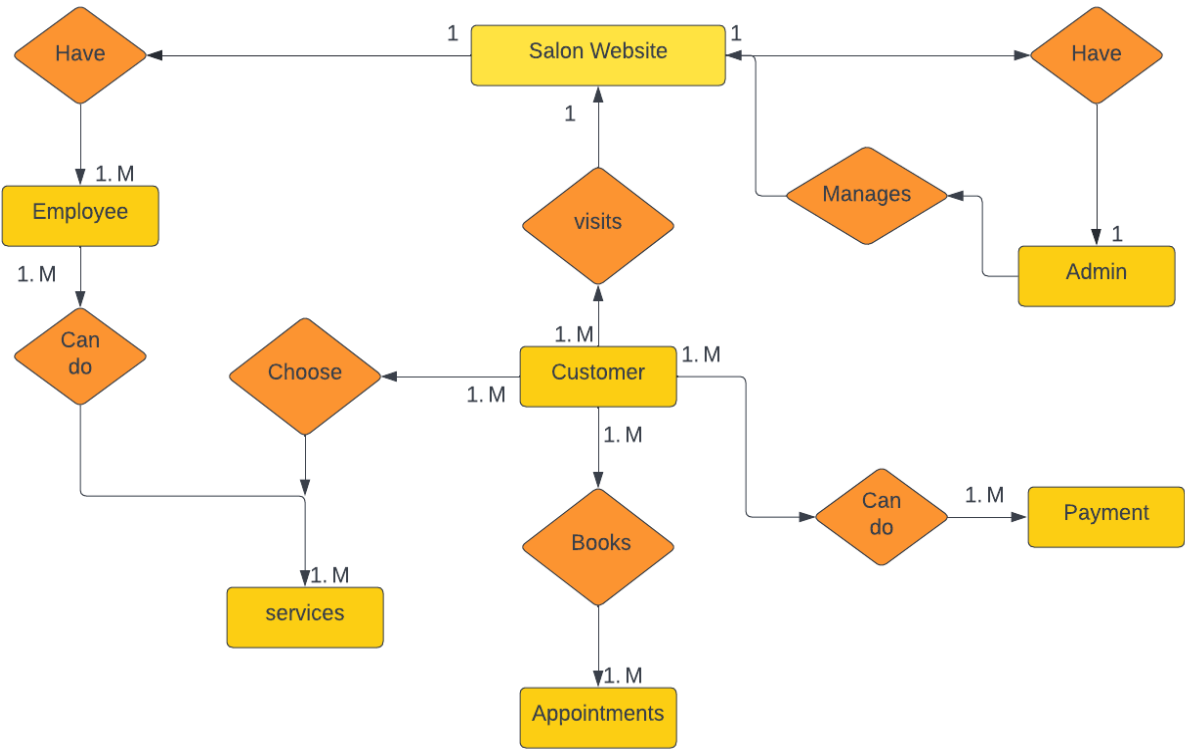 Have
1
Salon Website
1
Have
1
1. M
Manages
Employee
visits
1
Admin
1. M
Can
do
Choose
1. M
1. M
Customer
1. M
1. M
Books
Can
do
1. M
Payment
1. M
services
1. M
Appointments